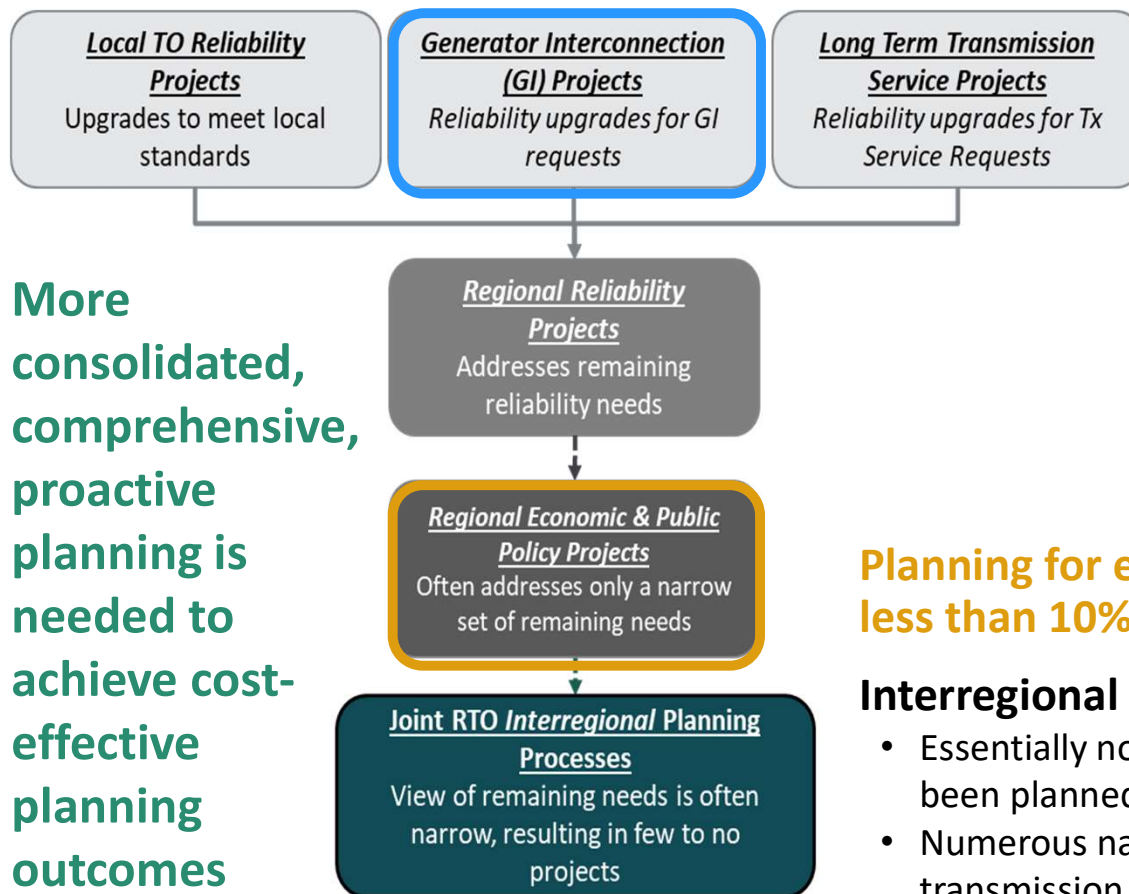 Local TO Reliability
Projects
Upgrades to meet local
standards
Generator Interconnection
(GI) Projects
Reliability upgrades for GI
requests
Long Term Transmission
Service Projects
Reliability upgrades for Tx
Service Requests
Regional Reliability
Projects
Addresses remaining
reliability needs
Regional Economic & Public
Policy Projects
Often addresses only a narrow
set of remaining needs
Joint RTO Interregional Planning
Processes
View of remaining needs is often
narrow, resulting in few to no
projects
More
consolidated,
comprehensive,
proactive
planning is
needed to
achieve cost-
effective
planning
outcomes
Planning for
less than 10%
Interregional
• Essentially
been
• Numerous
transmission